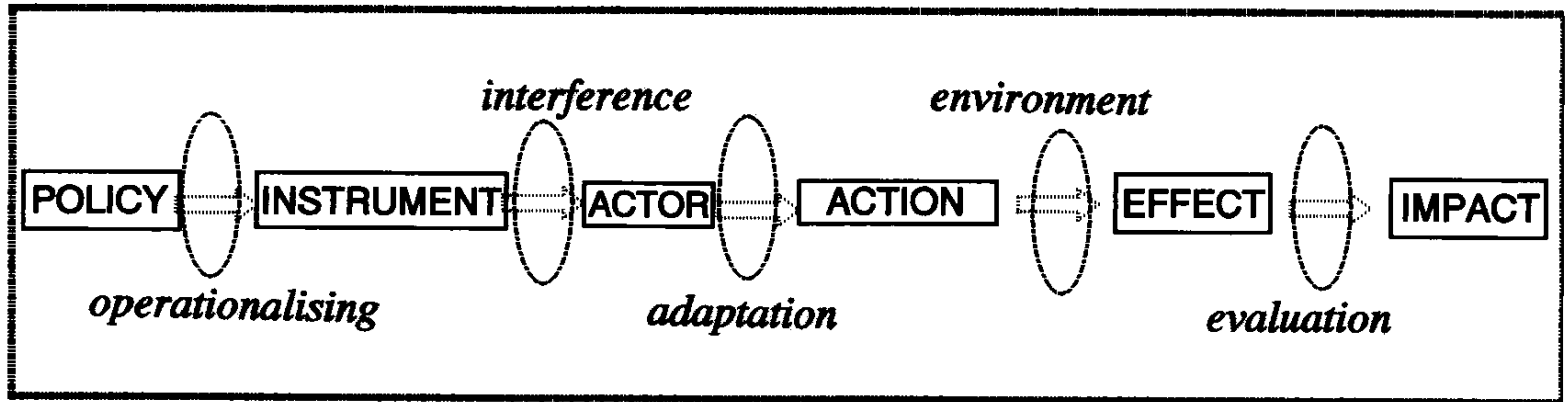 interference environment
POLICY INSTRUMENT ACTOR ACTION EFFECT IMPACT
operationalising adaptation evaluation